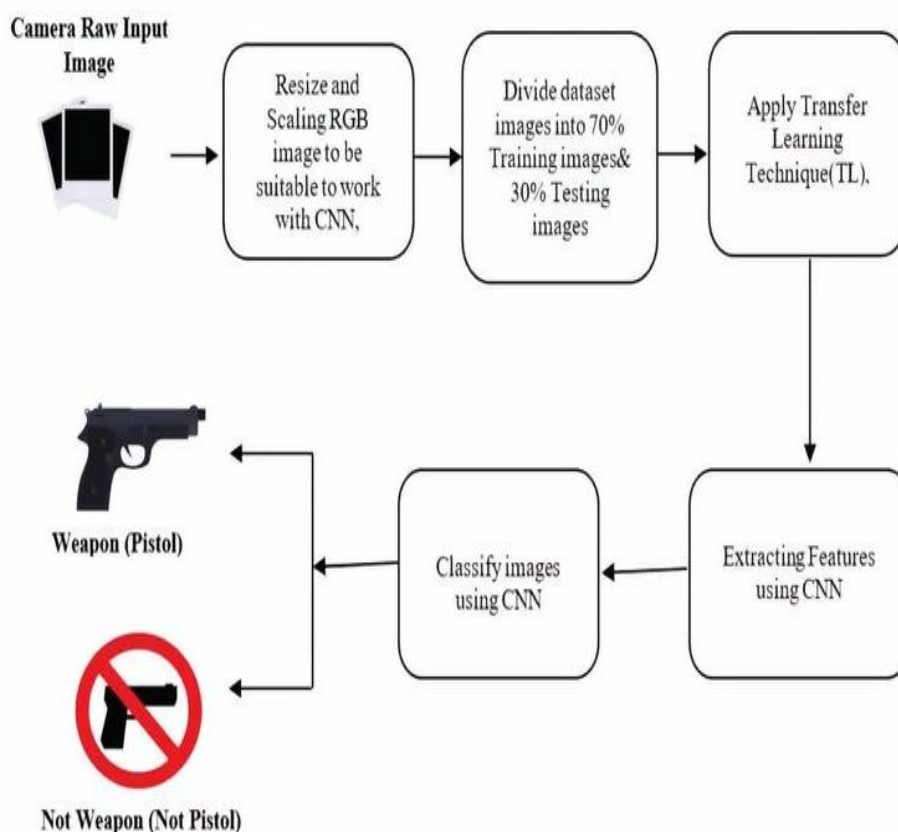 Camera Raw Input
Image
Resize and
Scaling RGB
image to be
suitable to work
with CNN,
Divide dataset
images into 70%
Training images&
30% Testing
images
Apply Transfer
Learning
Technique(TL),
Extracting Features
using CNN
Classify images
using CNN
Weapon (Pistol)
Not Weapon (Not Pistol)